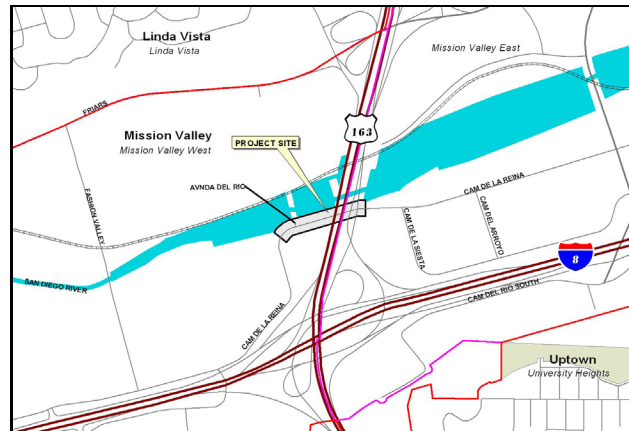 Linda Vista
Linda Vista
Mission Valley East
FRIARS
163
Mission Valley
Mission Valley West
PROJECT SITE
AVNDA DEL RIO
FASHION VALLEY
CAM DE LA REINA
CAM DE LA SIESTA
CAM DEL ARROYO
SAN DIEGO RIVER
8
CAM DEL RIO SOUTH
CAM DE LA REINA
Uptown
University Heights